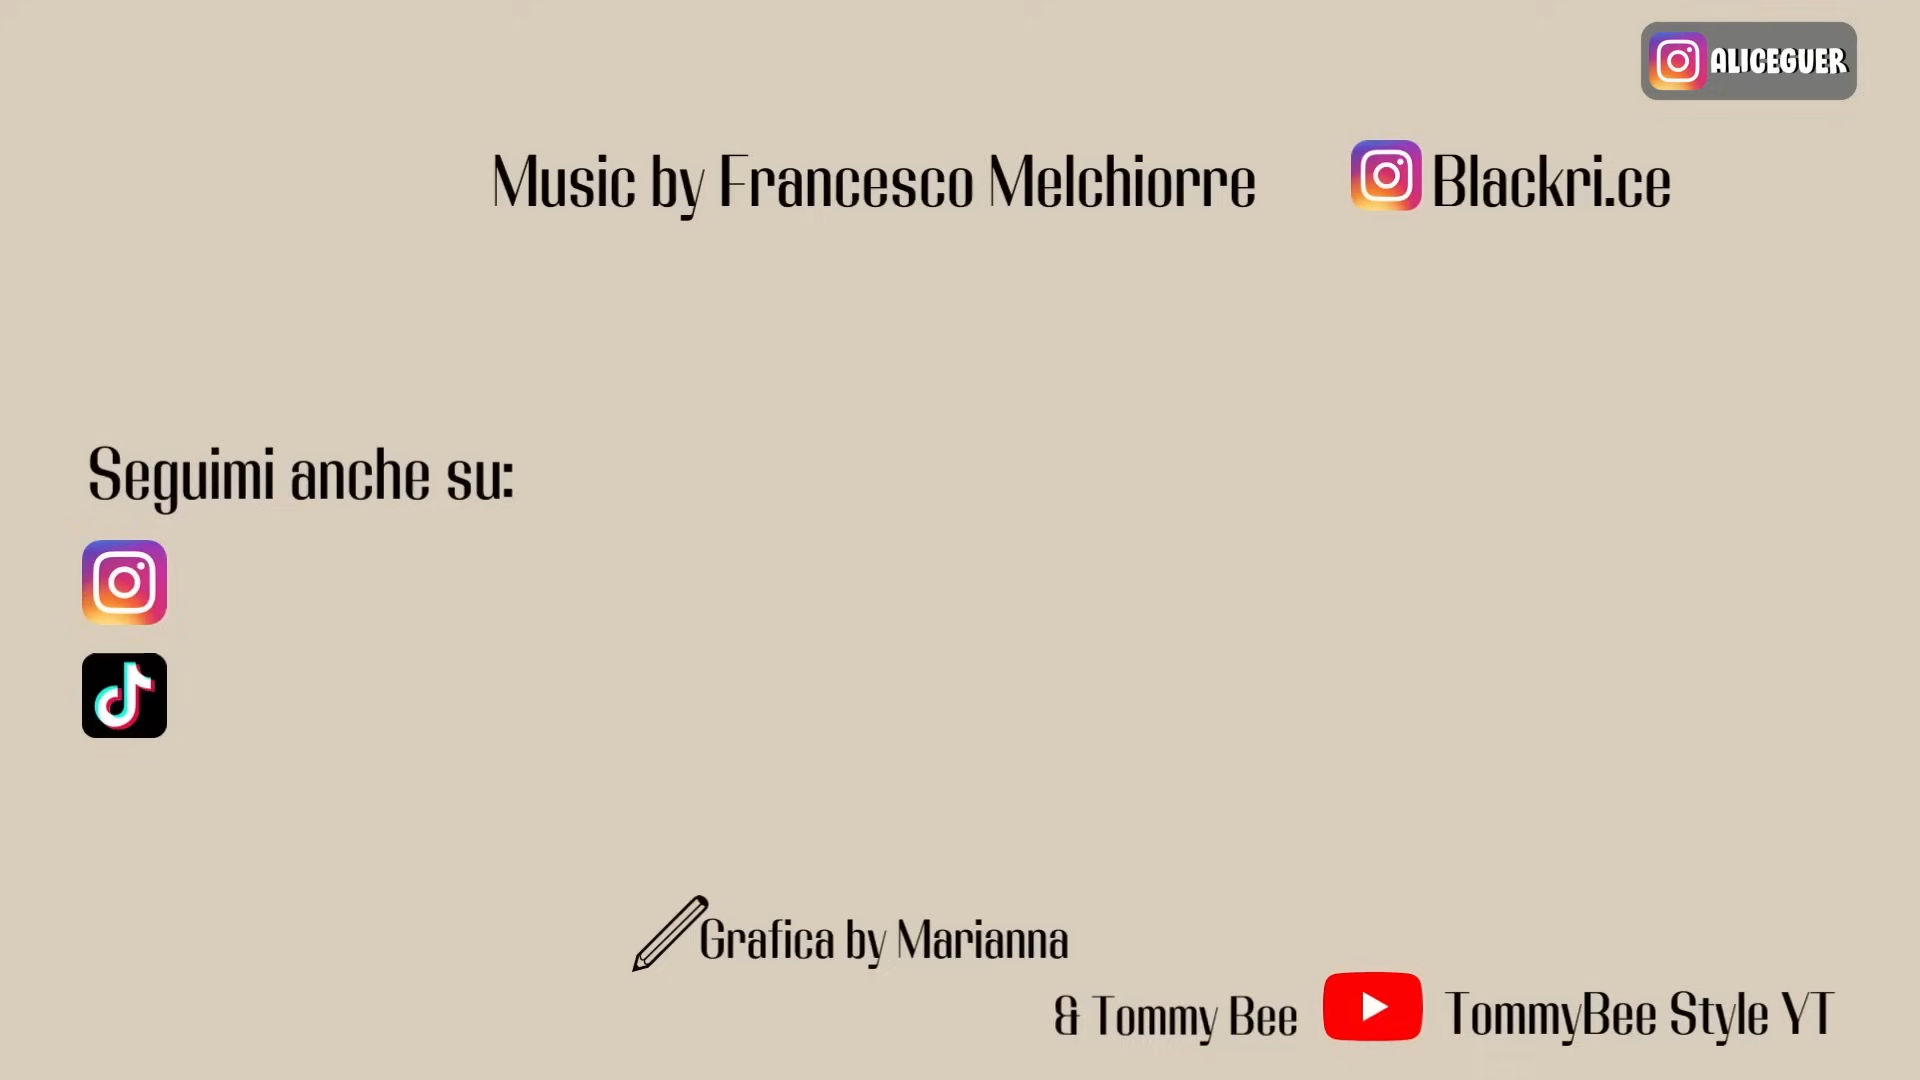 ALICEGUER
Music by Francesco Melchiorre
Blackri.ce
Seguimi anche su:
Grafica by Marianna
& Tommy Bee
TommyBee Style YT